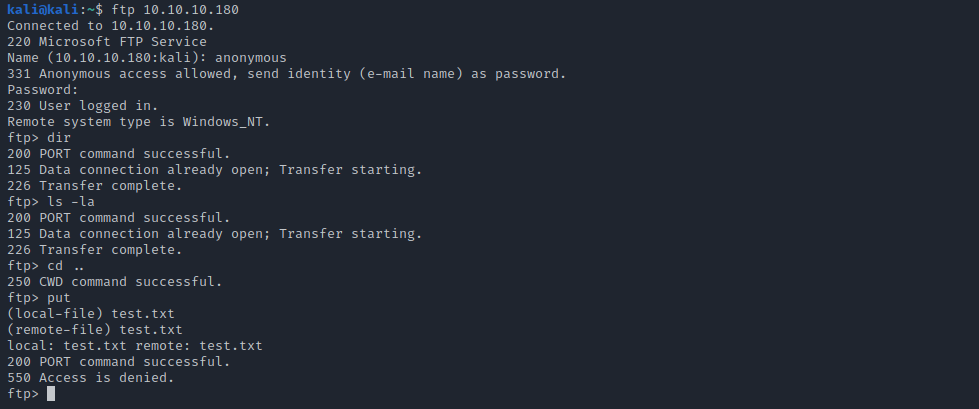 kali@kali:~$ ftp 10.10.10.180
Connected to 10.10.10.180.
220 Microsoft FTP Service
Name (10.10.10.180:kali): anonymous
331 Anonymous access allowed, send identity (e-mail name) as password.
Password:
230 User logged in.
Remote system type is Windows_NT.
ftp> dir
200 PORT command successful.
125 Data connection already open; Transfer starting.
226 Transfer complete.
ftp> ls -la
200 PORT command successful.
125 Data connection already open; Transfer starting.
226 Transfer complete.
ftp> cd ..
250 CWD command successful.
ftp> put
(local-file) test.txt
(remote-file) test.txt
local: test.txt remote: test.txt
200 PORT command successful.
550 Access is denied.
ftp>